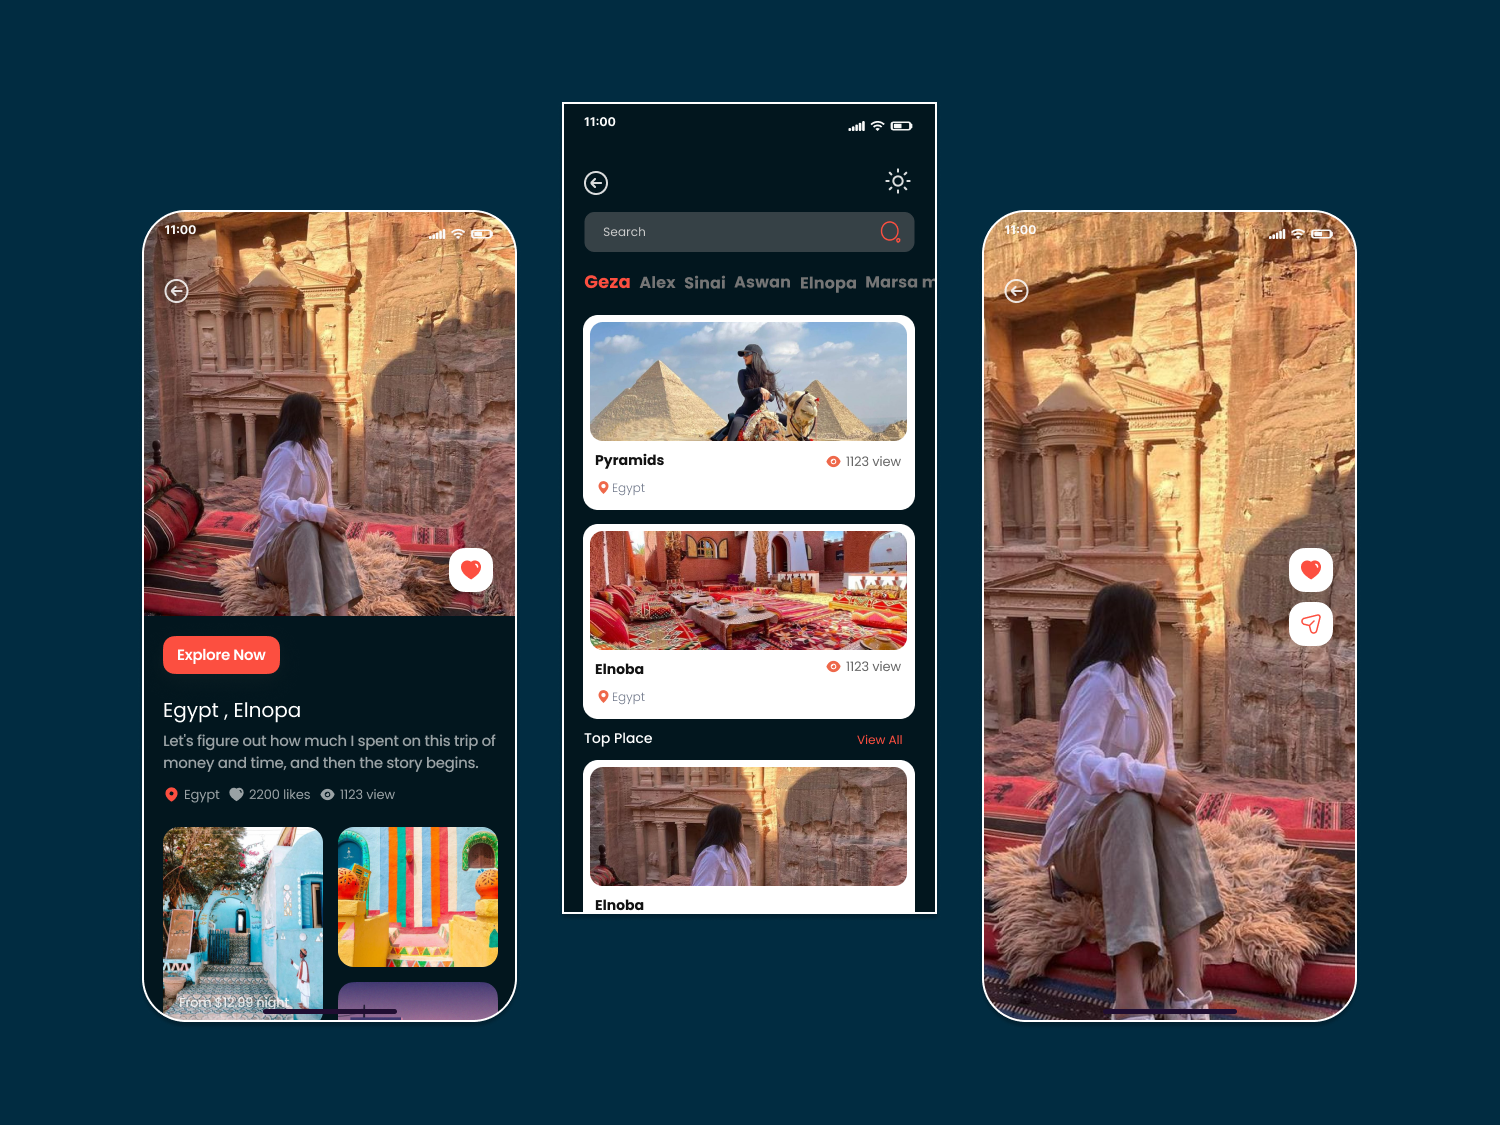 11:00
Explore Now
Egypt , Elnopa
Let's figure out how much I spent on this trip of
money and time, and then the story begins.
Egypt 2200 likes 1123 view
From $12,99 night
11:00
Search
Geza Alex Sinai Aswan Elnopa Marsa m
Pyramids 1123 view
Egypt
Elnoba 1123 view
Egypt
Top Place View All
Elnoba
11:00